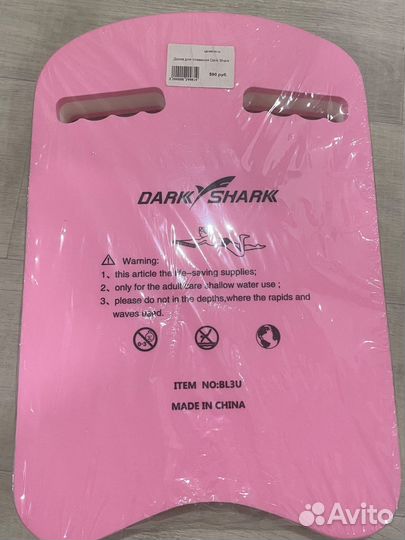 Доска для плавания Dark Shark
590 руб.
DARK SHARK
Warning:
1、this article the life-saving supplies;
2、only for the adult care shallow water use ;
3、please do not in the depths,where the rapids and
waves used.
0-3
ITEM NO:BL3U
MADE IN CHINA
Avito